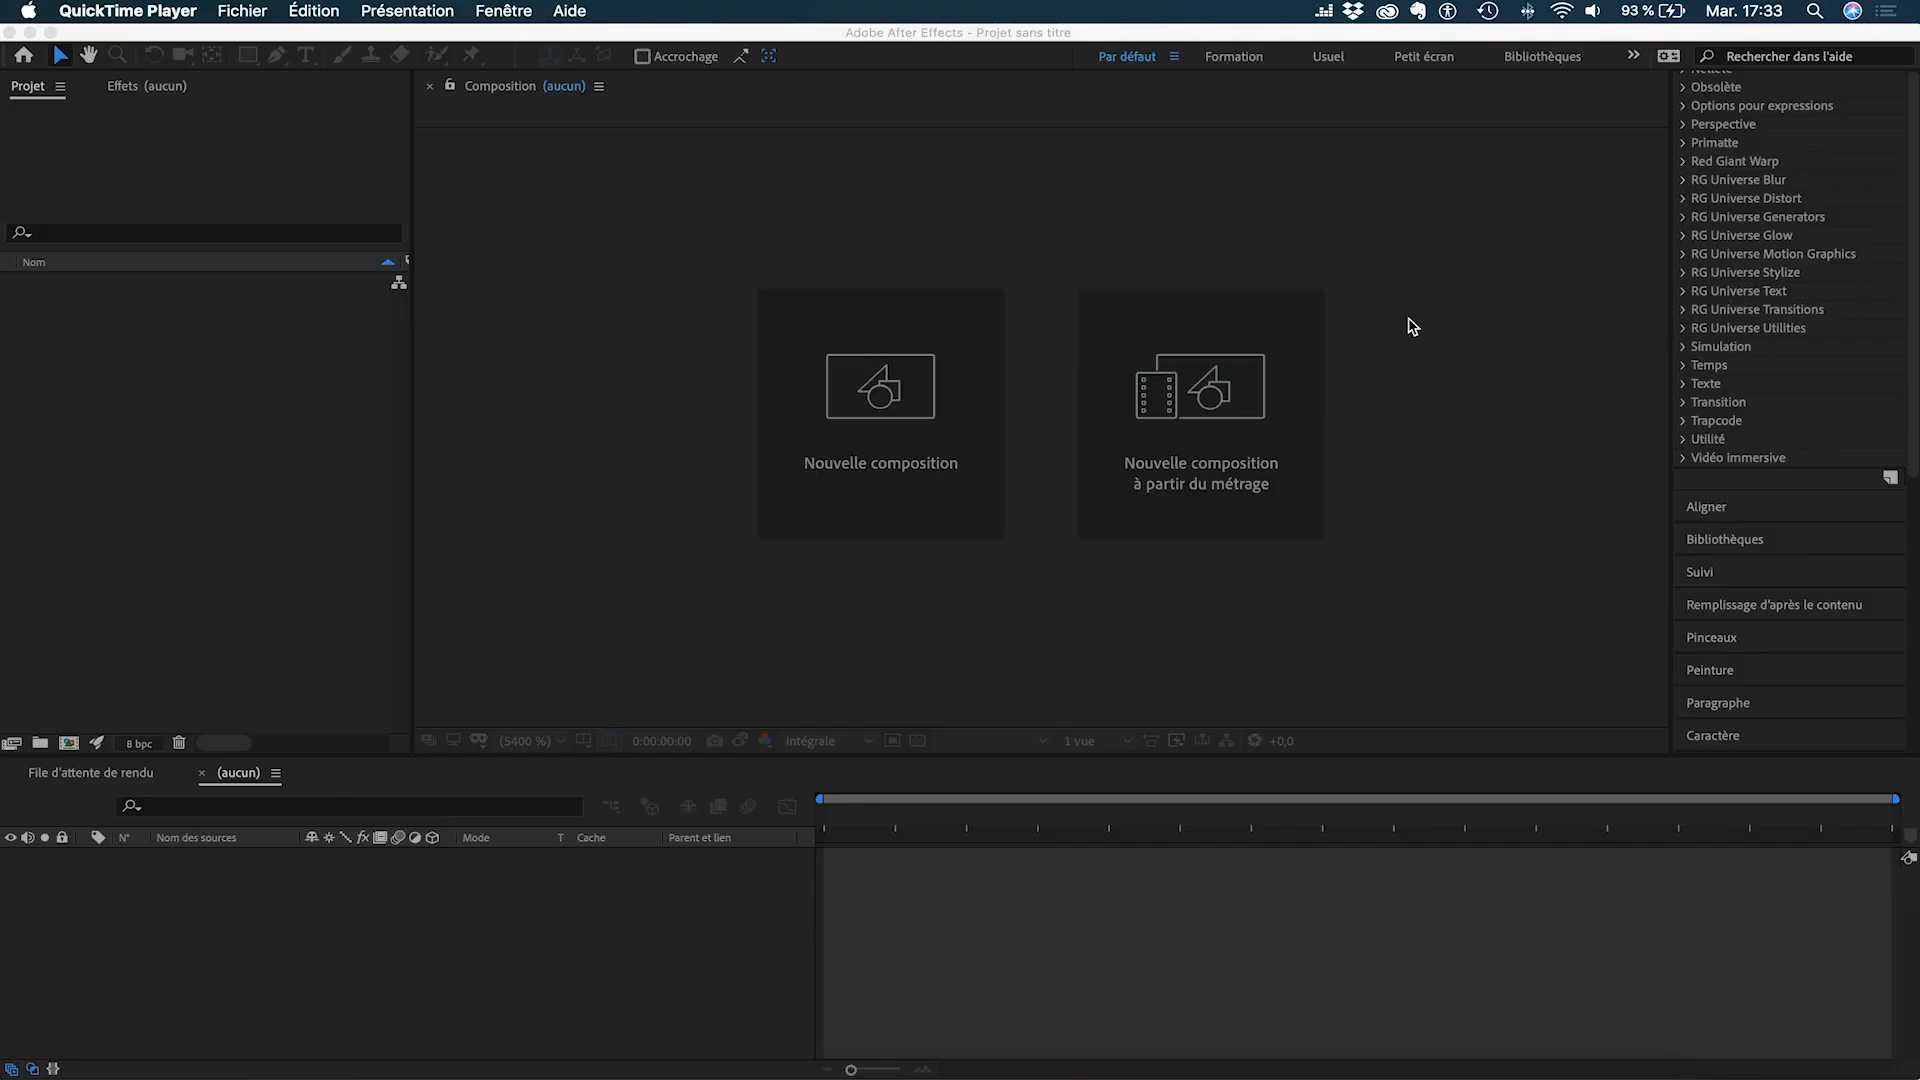 QuickTime Player Fichier Édition Présentation Fenêtre Aide 93 % Mar. 17:33
Adobe After Effects - Projet sans titre
Accrochage Par défaut Formation Usuel Petit écran Bibliothèques Rechercher dans l'aide
Projet Effets (aucun) Composition (aucun)
Obsolète
Options pour expressions
Perspective
Primatte
Red Giant Warp
RG Universe Blur
RG Universe Distort
RG Universe Generators
RG Universe Glow
RG Universe Motion Graphics
RG Universe Stylize
RG Universe Text
RG Universe Transitions
RG Universe Utilities
Simulation
Temps
Texte
Transition
Trapcode
Utilité
Vidéo immersive
Nom
Nouvelle composition
Nouvelle composition
à partir du métrage
Aligner
Bibliothèques
Suivi
Remplissage d'après le contenu
Pinceaux
Peinture
Paragraphe
Caractère
8 bpc (5400 %) 0:00:00:00 Intégrale 1 vue +0,0
File d'attente de rendu (aucun)
N° Nom des sources fx Mode T Cache Parent et lien